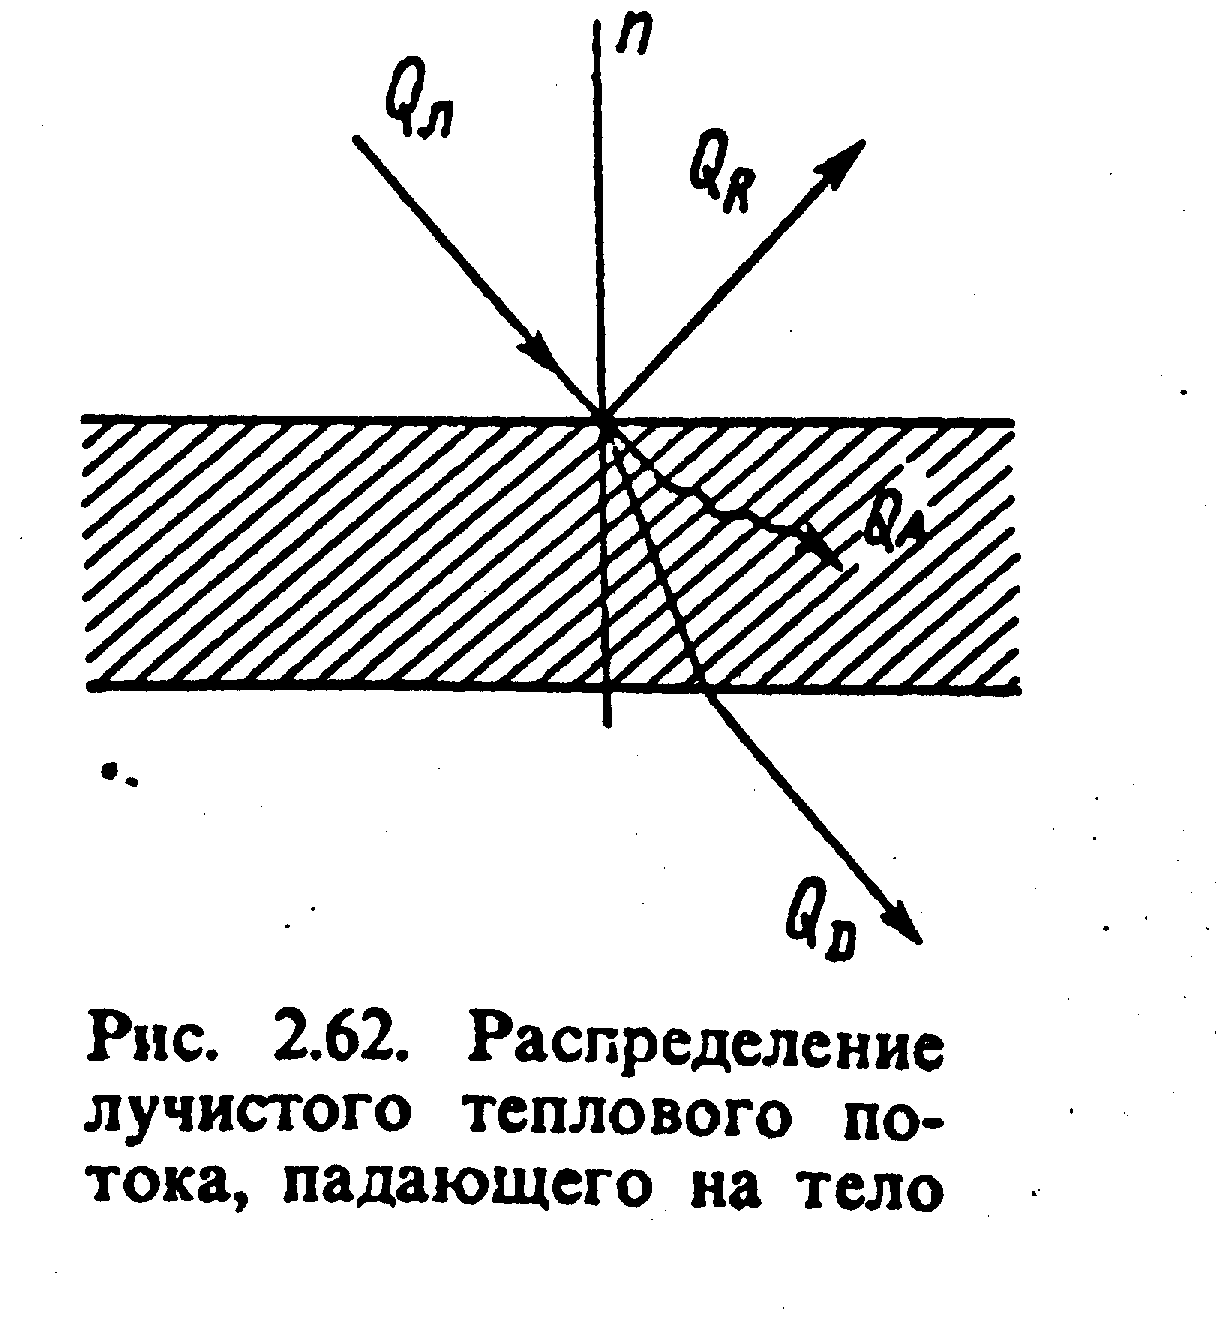 n
Qл
QR
QA
QD
Рис. 2.62. Распределение
лучистого теплового по-
тока, падающего на тело